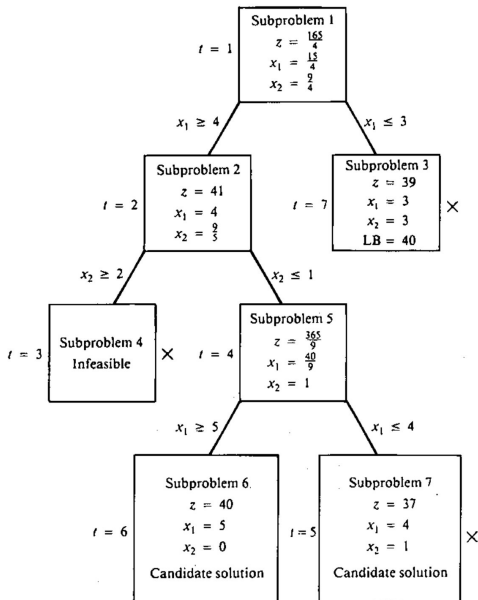 Subproblem 1
t = 1
z = 165/4
x₁ = 15/4
x₂ = 9/4
x₁ ≥ 4
x₁ ≤ 3
Subproblem 2
t = 2
z = 41
x₁ = 4
x₂ = 9/5
Subproblem 3
t = 7
z = 39
x₁ = 3
x₂ = 3
LB = 40
×
x₂ ≥ 2
x₂ ≤ 1
t = 3
Subproblem 4
Infeasible
×
Subproblem 5
t = 4
z = 365/9
x₁ = 40/9
x₂ = 1
x₁ ≥ 5
x₁ ≤ 4
Subproblem 6
t = 6
z = 40
x₁ = 5
x₂ = 0
Candidate solution
Subproblem 7
t = 5
z = 37
x₁ = 4
x₂ = 1
Candidate solution
×